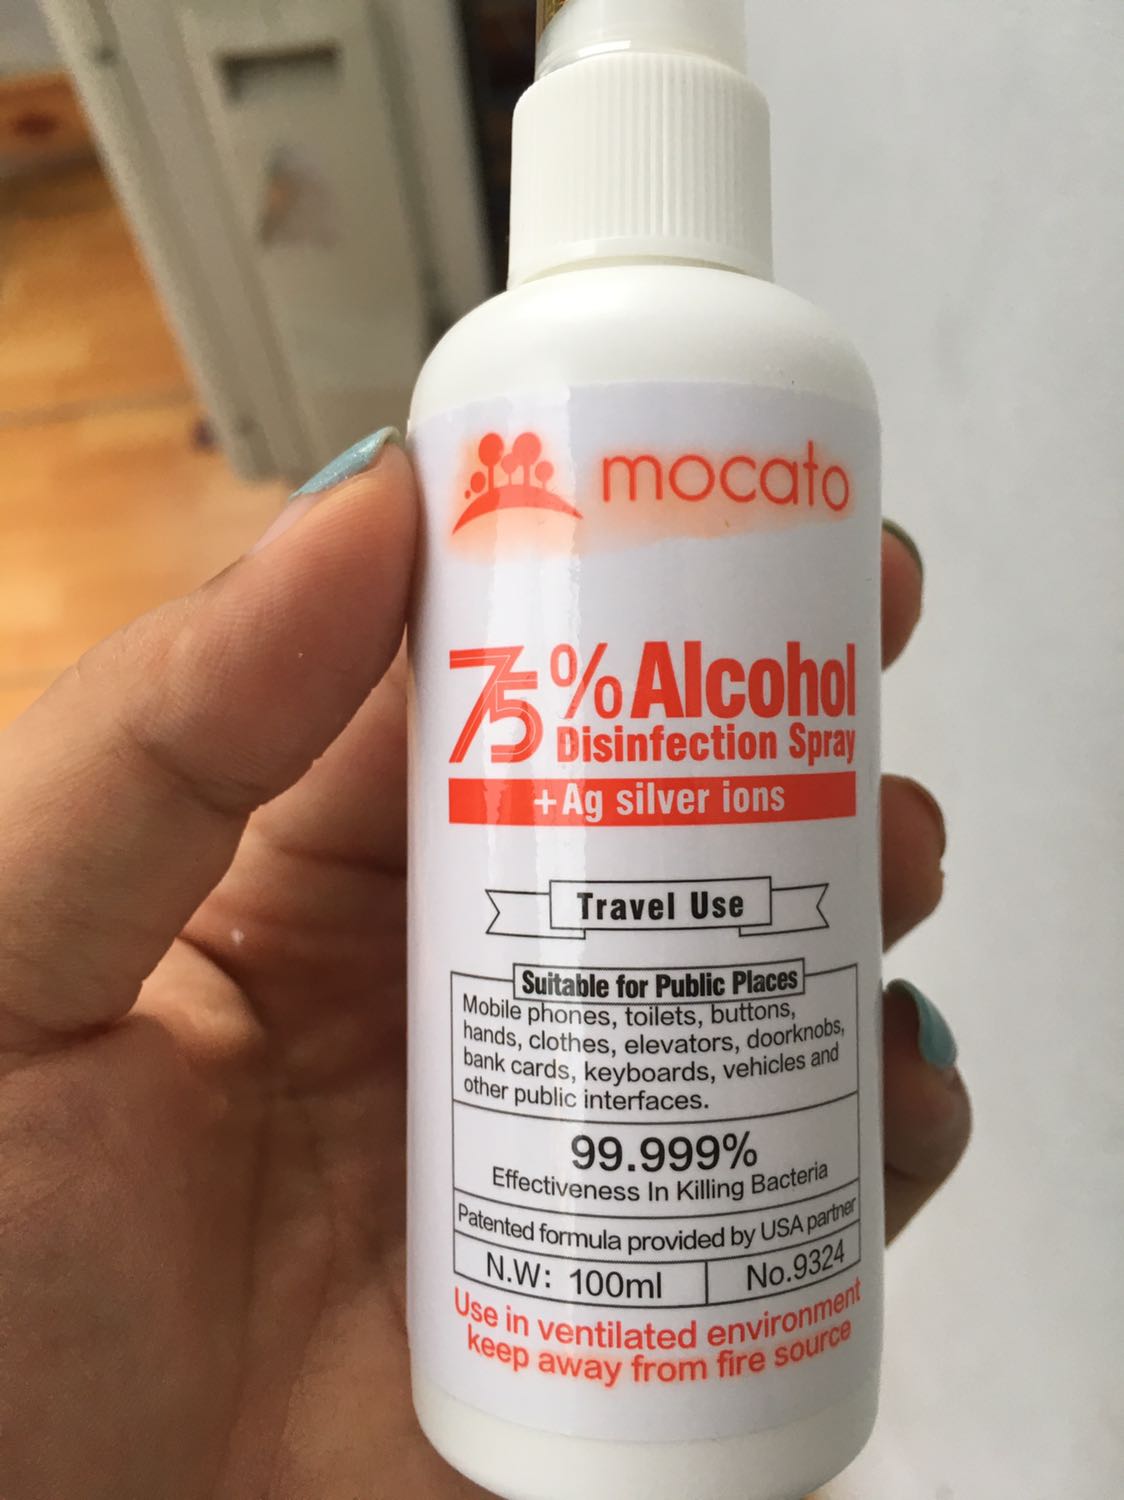 mocato
75% Alcohol
Disinfection Spray
+Ag silver ions
Travel Use
Suitable for Public Places
Mobile phones, toilets, buttons,
hands, clothes, elevators, doorknobs,
bank cards, keyboards, vehicles and
other public interfaces.
99.999%
Effectiveness In Killing Bacteria
Patented formula provided by USA partner
N.W: 100ml
No.9324
Use in ventilated environment
keep away from fire source